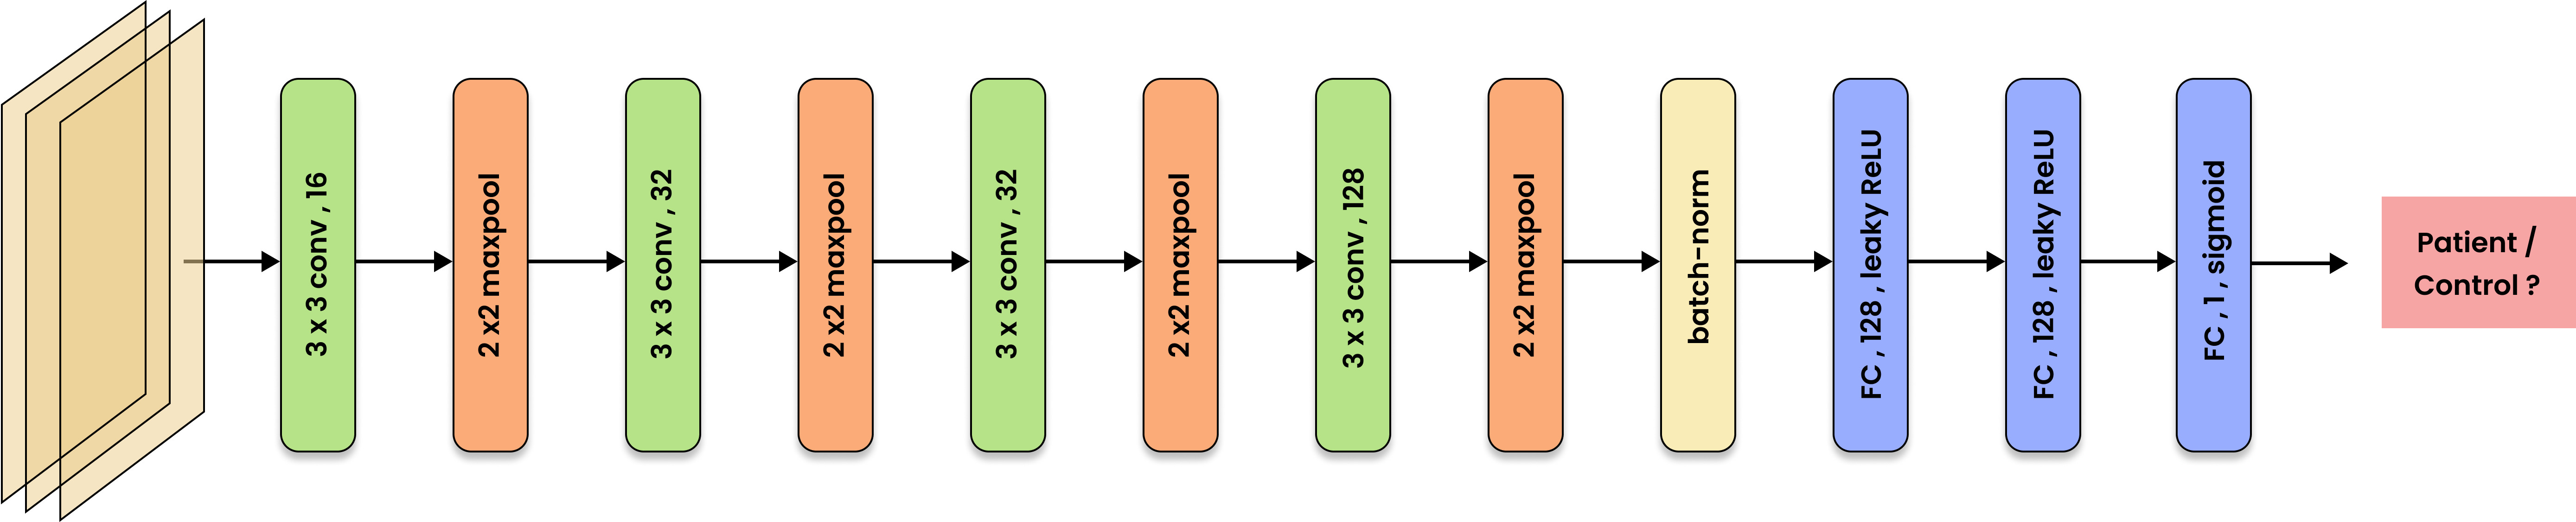 3 x 3 conv , 16
2 x2 maxpool
3 x 3 conv , 32
2 x2 maxpool
3 x 3 conv , 32
2 x2 maxpool
3 x 3 conv , 128
2 x2 maxpool
batch-norm
FC , 128 , leaky ReLU
FC , 128 , leaky ReLU
FC , 1 , sigmoid
Patient /
Control ?